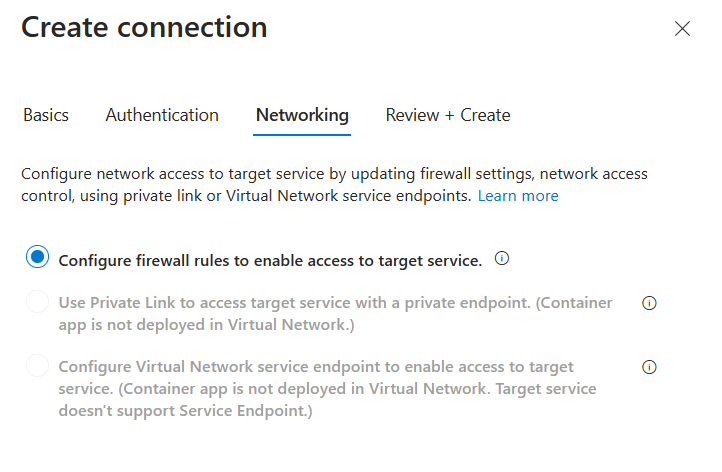 Create connection
Basics
Authentication
Networking
Review + Create
Configure network access to target service by updating firewall settings, network access
control, using private link or Virtual Network service endpoints. Learn more
Configure firewall rules to enable access to target service.
Use Private Link to access target service with a private endpoint. (Container
app is not deployed in Virtual Network.)
Configure Virtual Network service endpoint to enable access to target
service. (Container app is not deployed in Virtual Network. Target service
doesn't support Service Endpoint.)